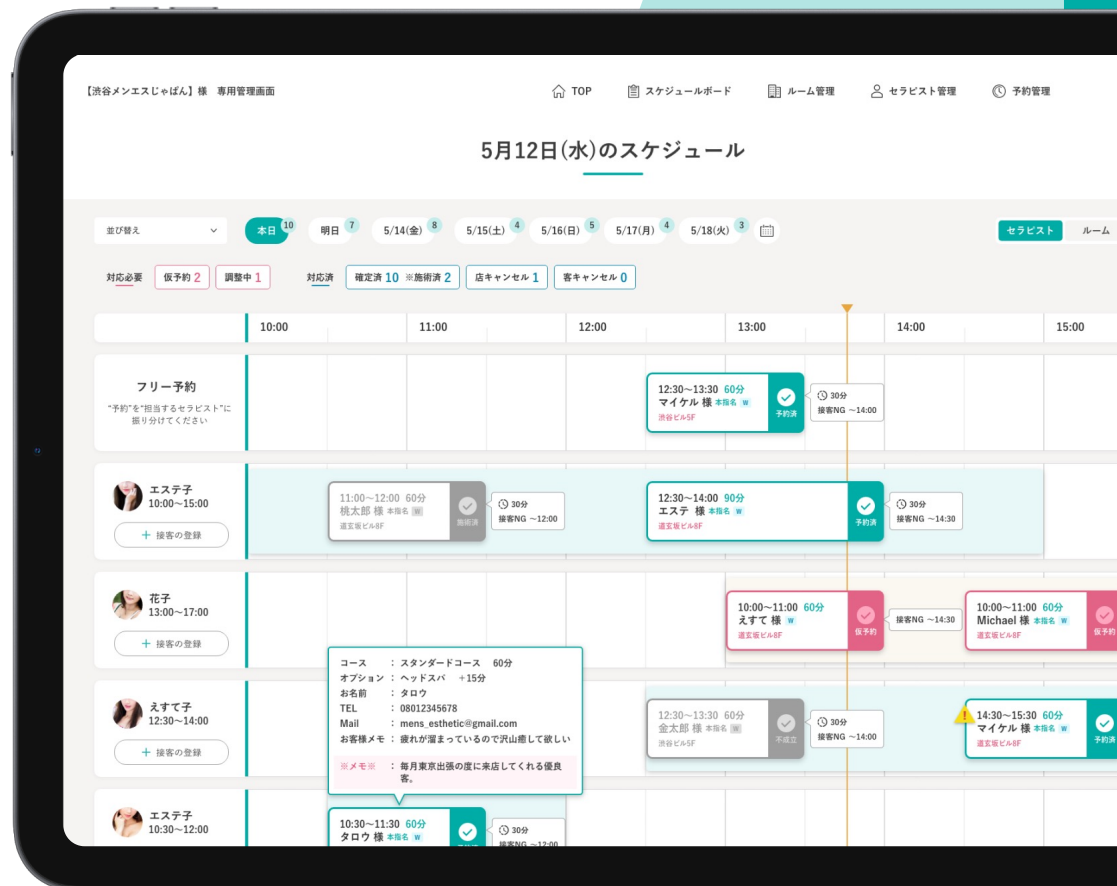 【渋谷メンエスじゃぱん】様 専用管理画面
TOP
スケジュールボード
ルーム管理
セラピスト管理
予約管理
5月12日(水)のスケジュール
並び替え
本日 10
明日 7
5/14(金) 8
5/15(土) 4
5/16(日) 5
5/17(月) 4
5/18(火) 3
セラピスト
ルーム
対応必要
仮予約 2
調整中 1
対応済
確定済 10 ※施術済 2
店キャンセル 1
客キャンセル 0
10:00
11:00
12:00
13:00
14:00
15:00
フリー予約
"予約"を"担当するセラピスト"に
振り分けてください
12:30~13:30 60分
マイケル 様 本指名 W
渋谷ビル5F
予約済
30分
接客NG ~14:00
エステ子
10:00~15:00
+ 接客の登録
11:00~12:00 60分
桃太郎 様 本指名 W
道玄坂ビル8F
施術済
30分
接客NG ~12:00
12:30~14:00 90分
エステ 様 本指名 W
道玄坂ビル8F
予約済
30分
接客NG ~14:30
花子
13:00~17:00
+ 接客の登録
10:00~11:00 60分
えすて 様 W
道玄坂ビル8F
仮予約
接客NG ~14:30
10:00~11:00 60分
Michael 様 本指名 W
道玄坂ビル8F
仮予約
えすて子
12:30~14:00
+ 接客の登録
コース : スタンダードコース 60分
オプション : ヘッドスパ +15分
お名前 : タロウ
TEL : 08012345678
Mail : mens_esthetic@gmail.com
お客様メモ : 疲れが溜まっているので沢山癒して欲しい
※メモ※ : 毎月東京出張の度に来店してくれる優良
客。
12:30~13:30 60分
金太郎 様 本指名 W
渋谷ビル5F
不成立
30分
接客NG ~14:00
14:30~15:30 60分
マイケル 様 本指名 W
道玄坂ビル8F
予約済
エステ子
10:30~12:00
10:30~11:30 60分
タロウ 様 本指名 W
30分
接客NG ~12:00